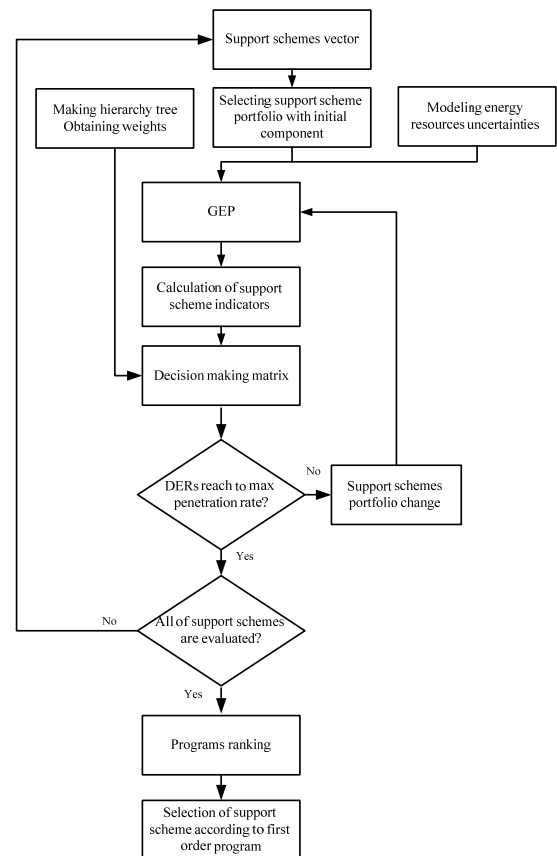 Support schemes vector
Making hierarchy tree
Obtaining weights
Selecting support scheme
portfolio with initial
component
Modeling energy
resources uncertainties
GEP
Calculation of support
scheme indicators
Decision making matrix
DERs reach to max
penetration rate?
No
Support schemes
portfolio change
Yes
All of support schemes
are evaluated?
No
Yes
Programs ranking
Selection of support
scheme according to first
order program